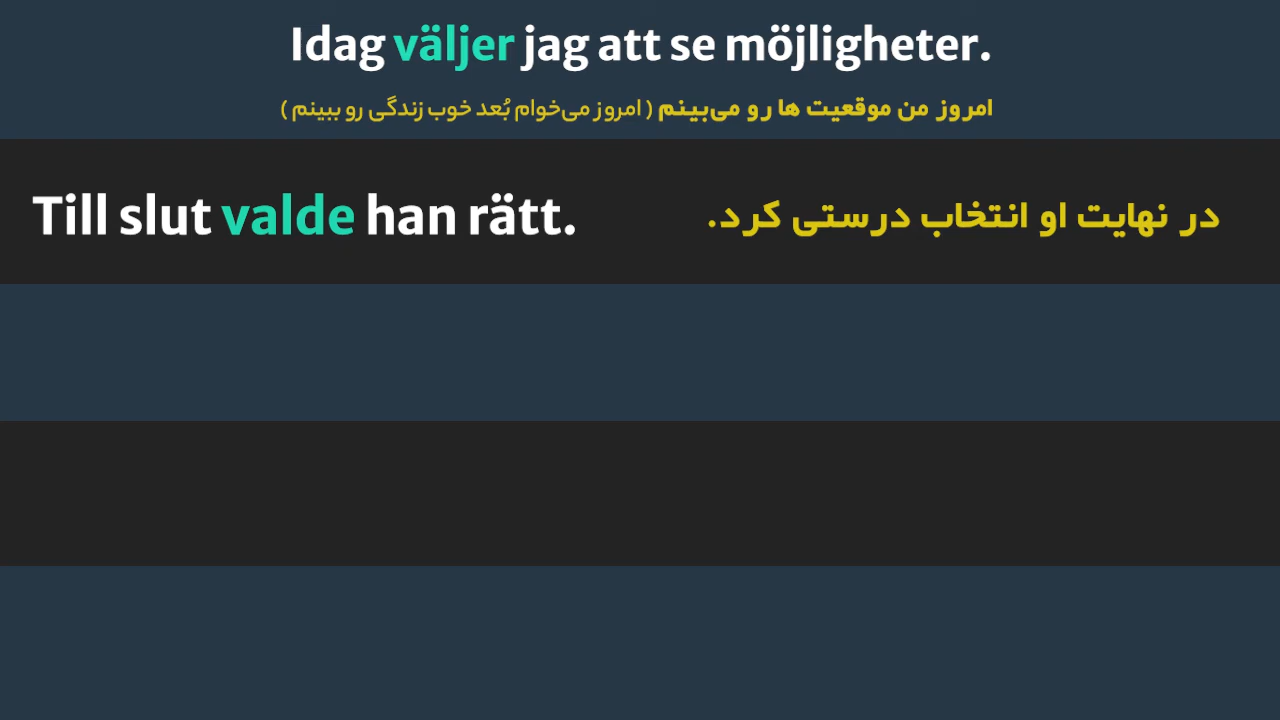 Idag väljer jag att se möjligheter.
امروز من موقعیت ها رو می‌بینم ( امروز می‌خوام بُعد خوب زندگی رو ببینم )
Till slut valde han rätt.
در نهایت او انتخاب درستی کرد.